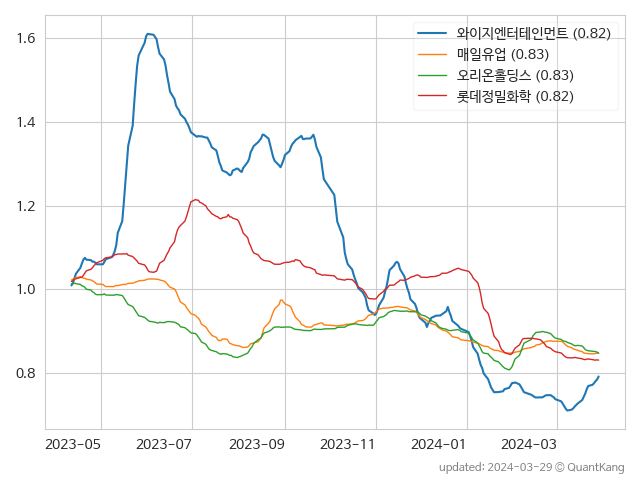 와이지엔터테인먼트 (0.82)
매일유업 (0.83)
오리온홀딩스 (0.83)
롯데정밀화학 (0.82)
1.6
1.4
1.2
1.0
0.8
2023-05 2023-07 2023-09 2023-11 2024-01 2024-03
updated: 2024-03-29 © QuantKang